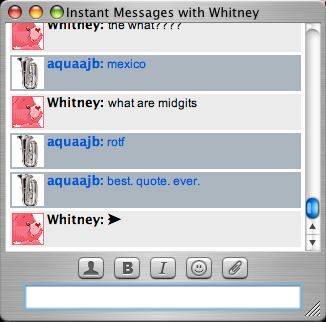 Instant Messages with Whitney
Whitney: the what????
aquaajb: mexico
Whitney: what are midgits
aquaajb: rotf
aquaajb: best. quote. ever.
Whitney: ➤
B I